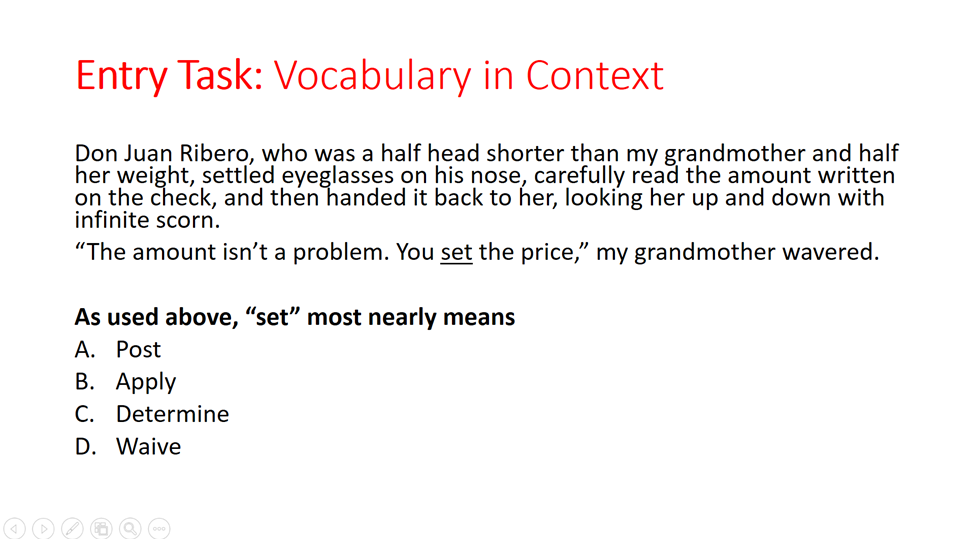 Entry Task: Vocabulary in Context
Don Juan Ribero, who was a half head shorter than my grandmother and half
her weight, settled eyeglasses on his nose, carefully read the amount written
on the check, and then handed it back to her, looking her up and down with
infinite scorn.
“The amount isn’t a problem. You set the price,” my grandmother wavered.
As used above, “set” most nearly means
A. Post
B. Apply
C. Determine
D. Waive